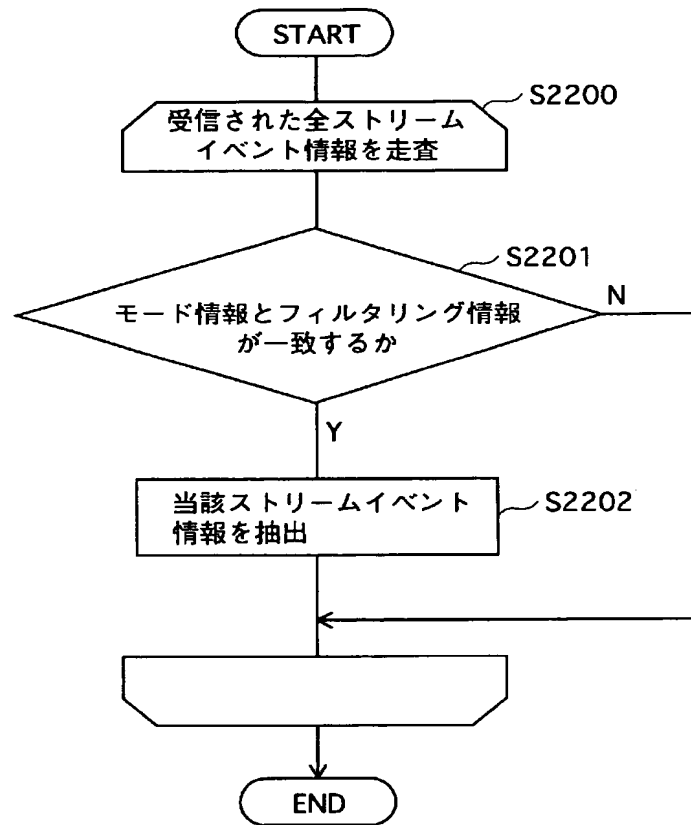 START
S2200
受信された全ストリーム
イベント情報を走査
S2201
モード情報とフィルタリング情報
が一致するか
N
Y
当該ストリームイベント
情報を抽出
S2202
END